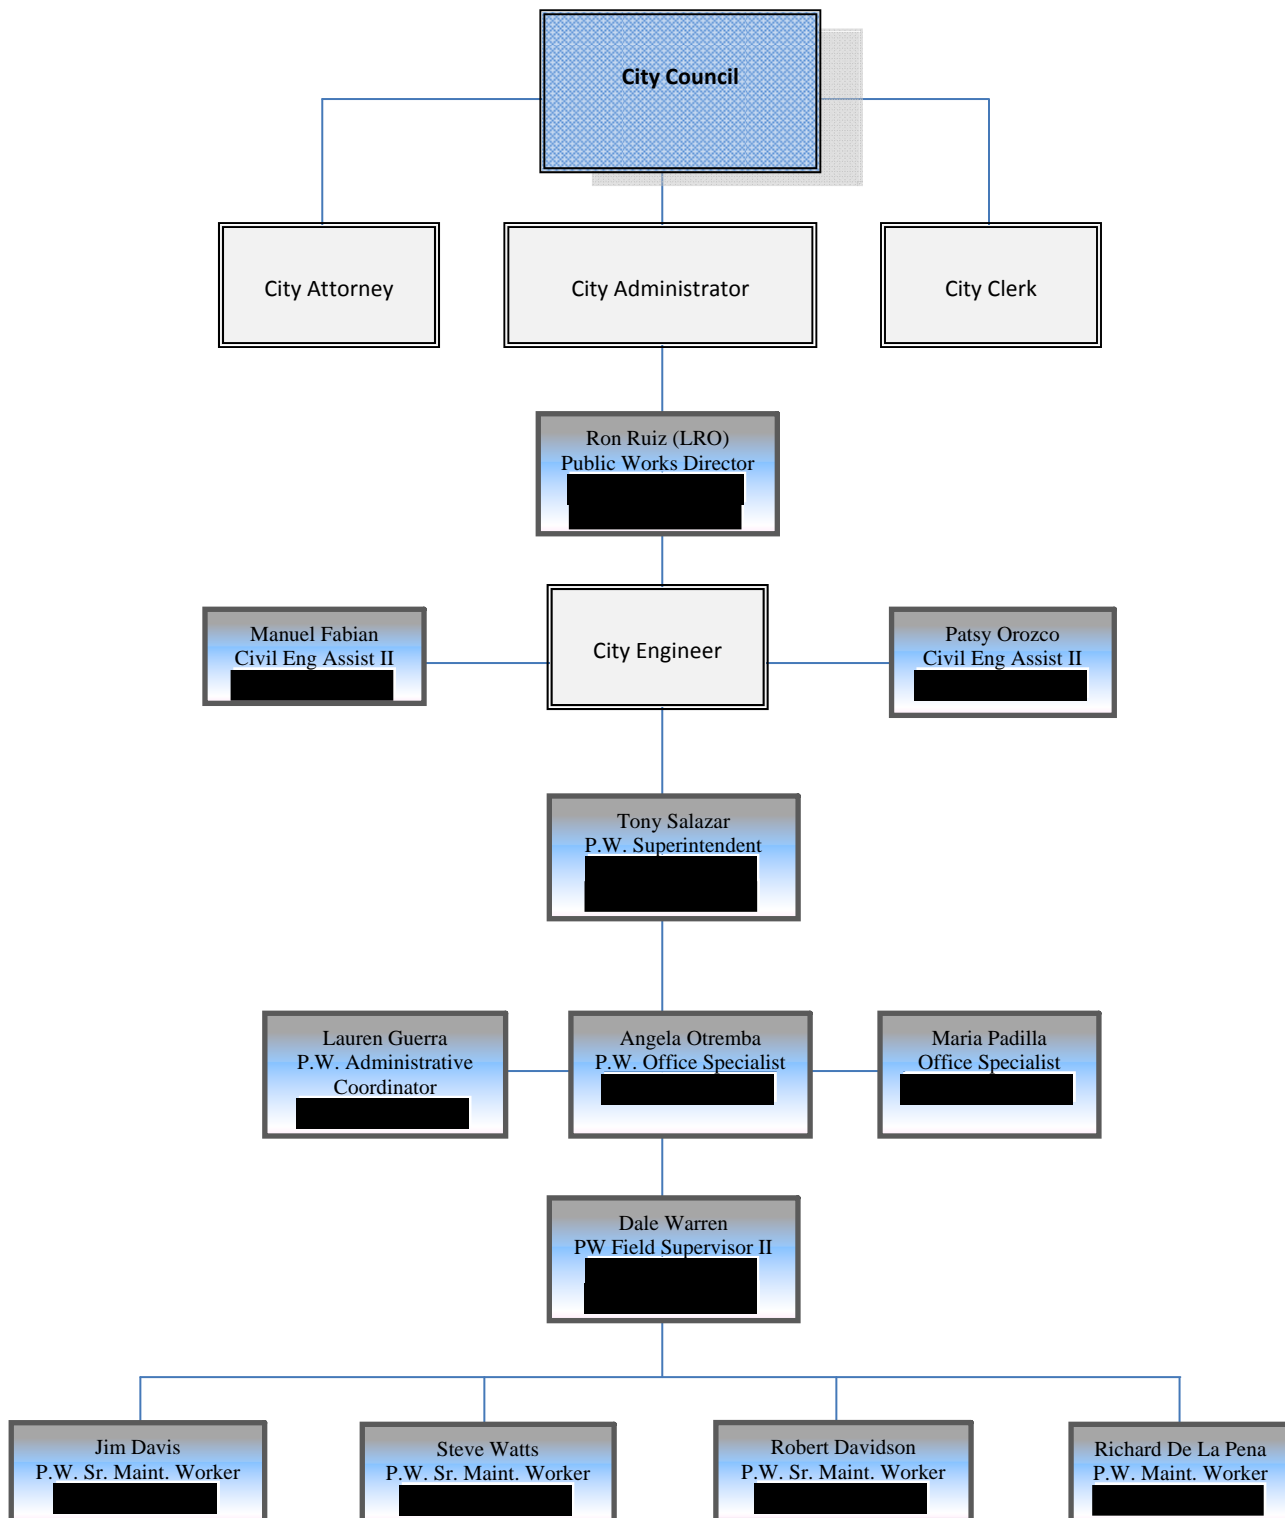 City Council
City Attorney
City Administrator
City Clerk
Ron Ruiz (LRO)
Public Works Director
Manuel Fabian
Civil Eng Assist II
City Engineer
Patsy Orozco
Civil Eng Assist II
Tony Salazar
P.W. Superintendent
Lauren Guerra
P.W. Administrative
Coordinator
Angela Otremba
P.W. Office Specialist
Maria Padilla
Office Specialist
Dale Warren
PW Field Supervisor II
Jim Davis
P.W. Sr. Maint. Worker
Steve Watts
P.W. Sr. Maint. Worker
Robert Davidson
P.W. Sr. Maint. Worker
Richard De La Pena
P.W. Maint. Worker